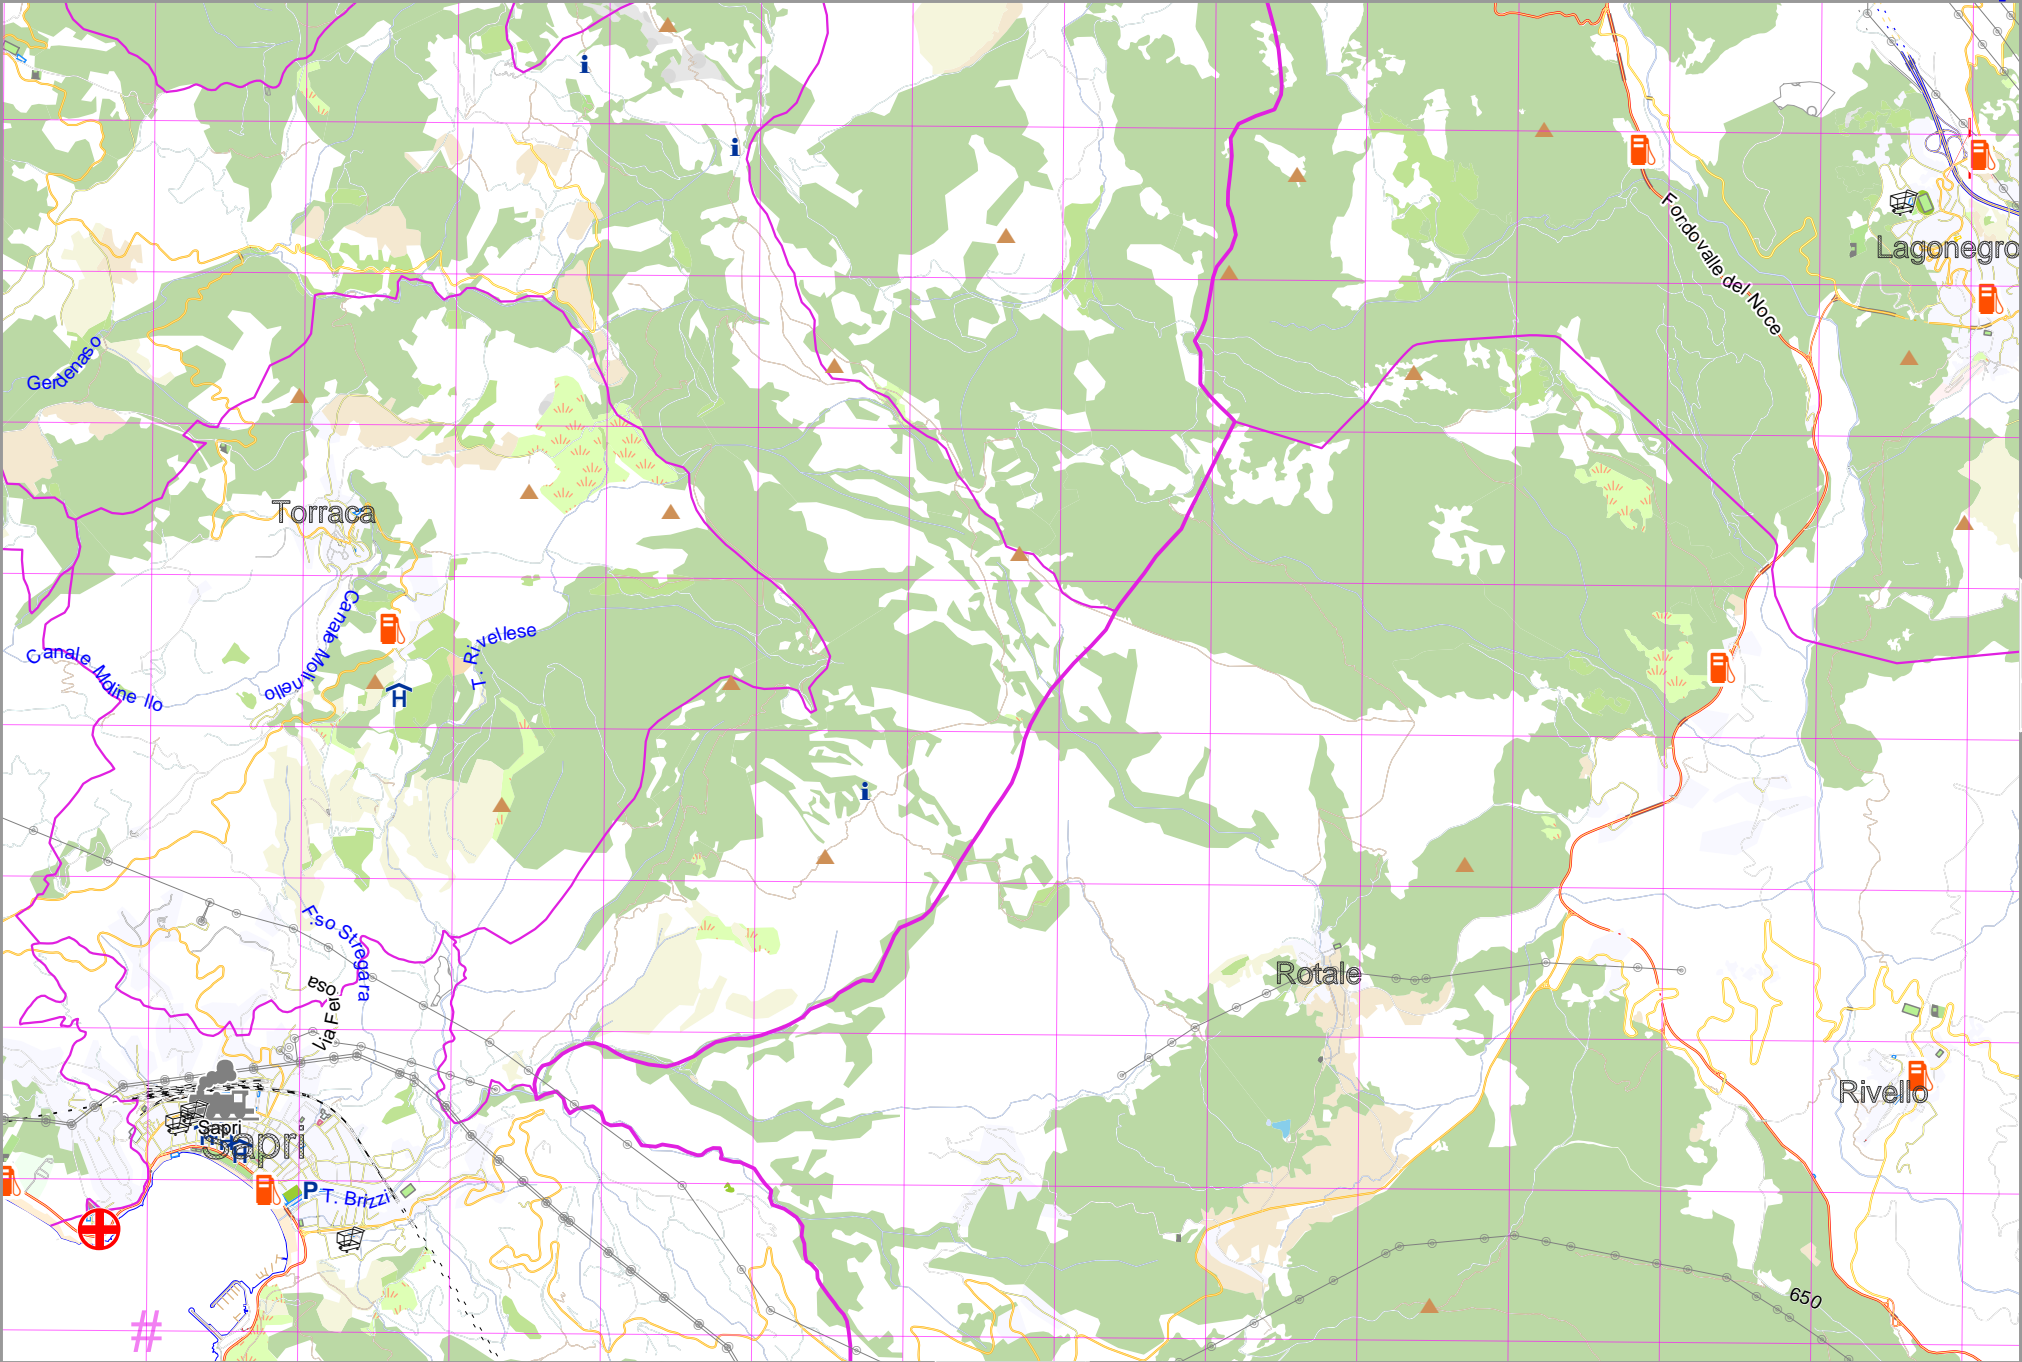 i
i
Fondovalle del Noce
Lagonegro
Gerdenaso
Torraca
Canale Molinello
T. Rivellese
Canale Moline llo
H
i
F.so Stregara
Via Ferrosa
Rotale
Rivello
Sapri
Sapri
H
P
T. Brizzi
650
#